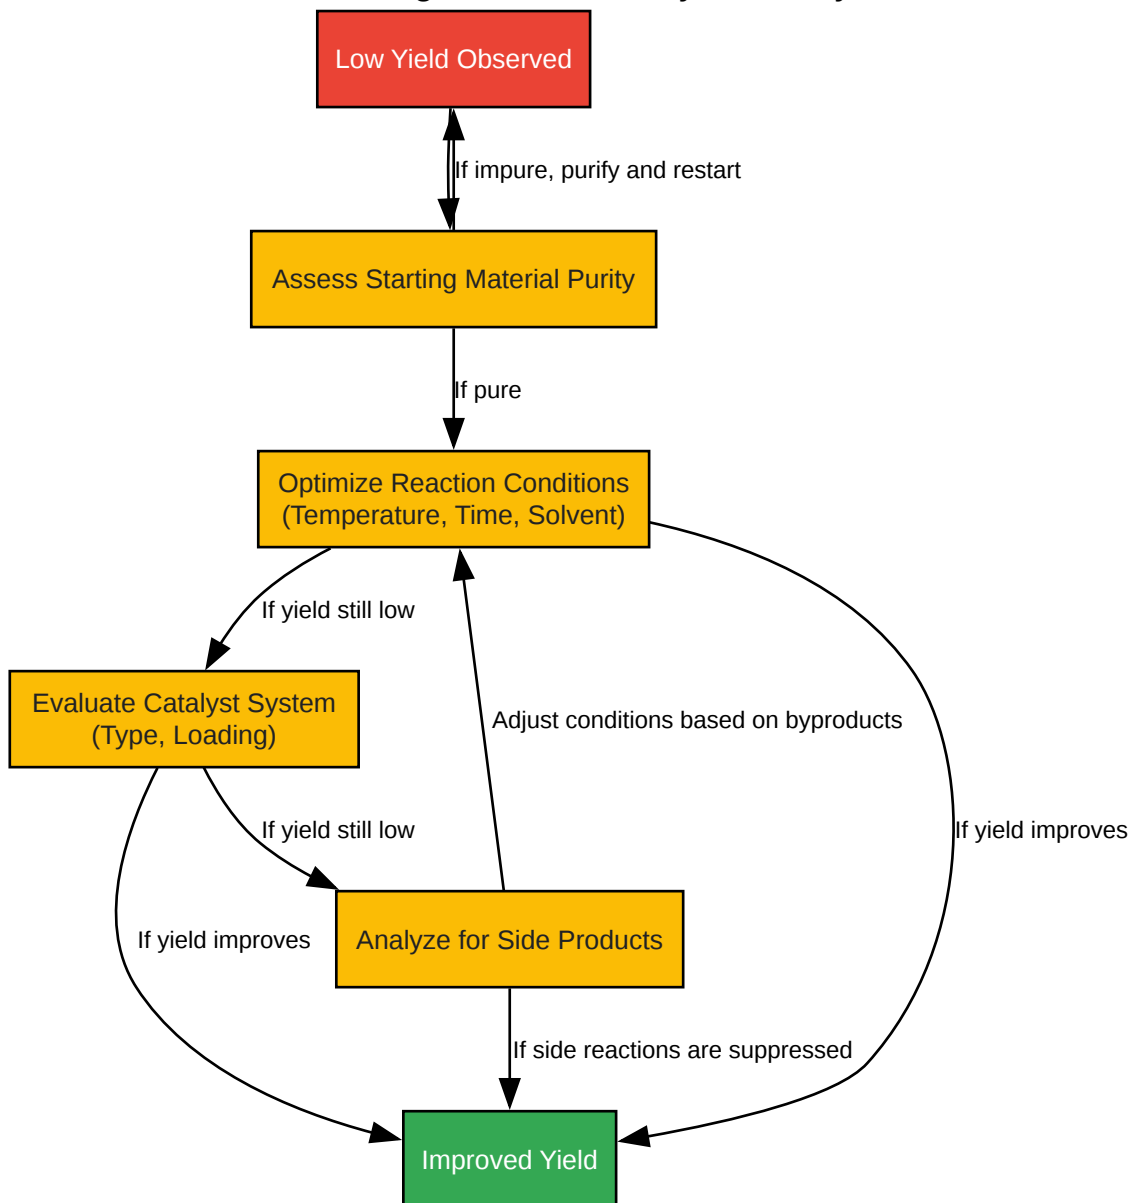 Low Yield Observed
If impure, purify and restart
Assess Starting Material Purity
If pure
Optimize Reaction Conditions
(Temperature, Time, Solvent)
If yield still low
Evaluate Catalyst System
(Type, Loading)
Adjust conditions based on byproducts
If yield still low
If yield improves
If yield improves
Analyze for Side Products
If side reactions are suppressed
Improved Yield